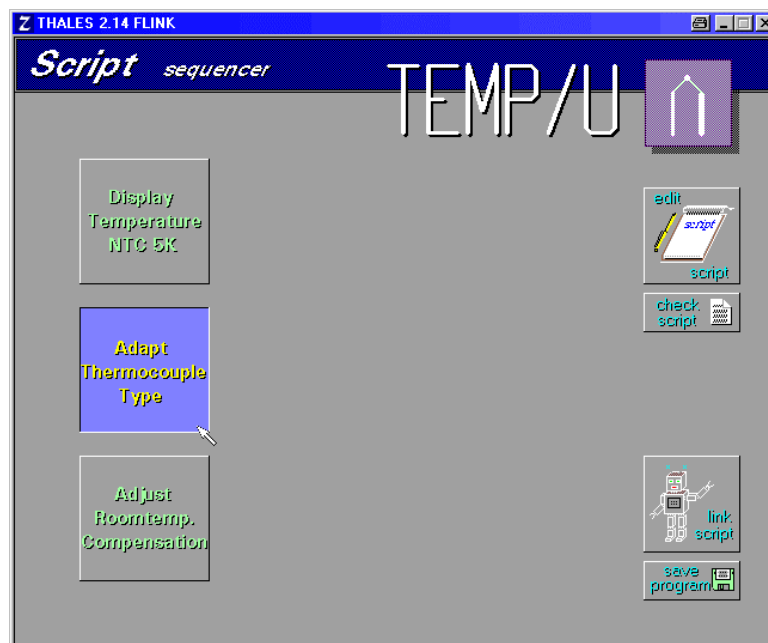 Z THALES 2.14 FLINK
Script sequencer
TEMP/U
Display
Temperature
NTC 5K
Adapt
Thermocouple
Type
Adjust
Roomtemp.
Compensation
edit
script
script
check
script
link
script
save
program